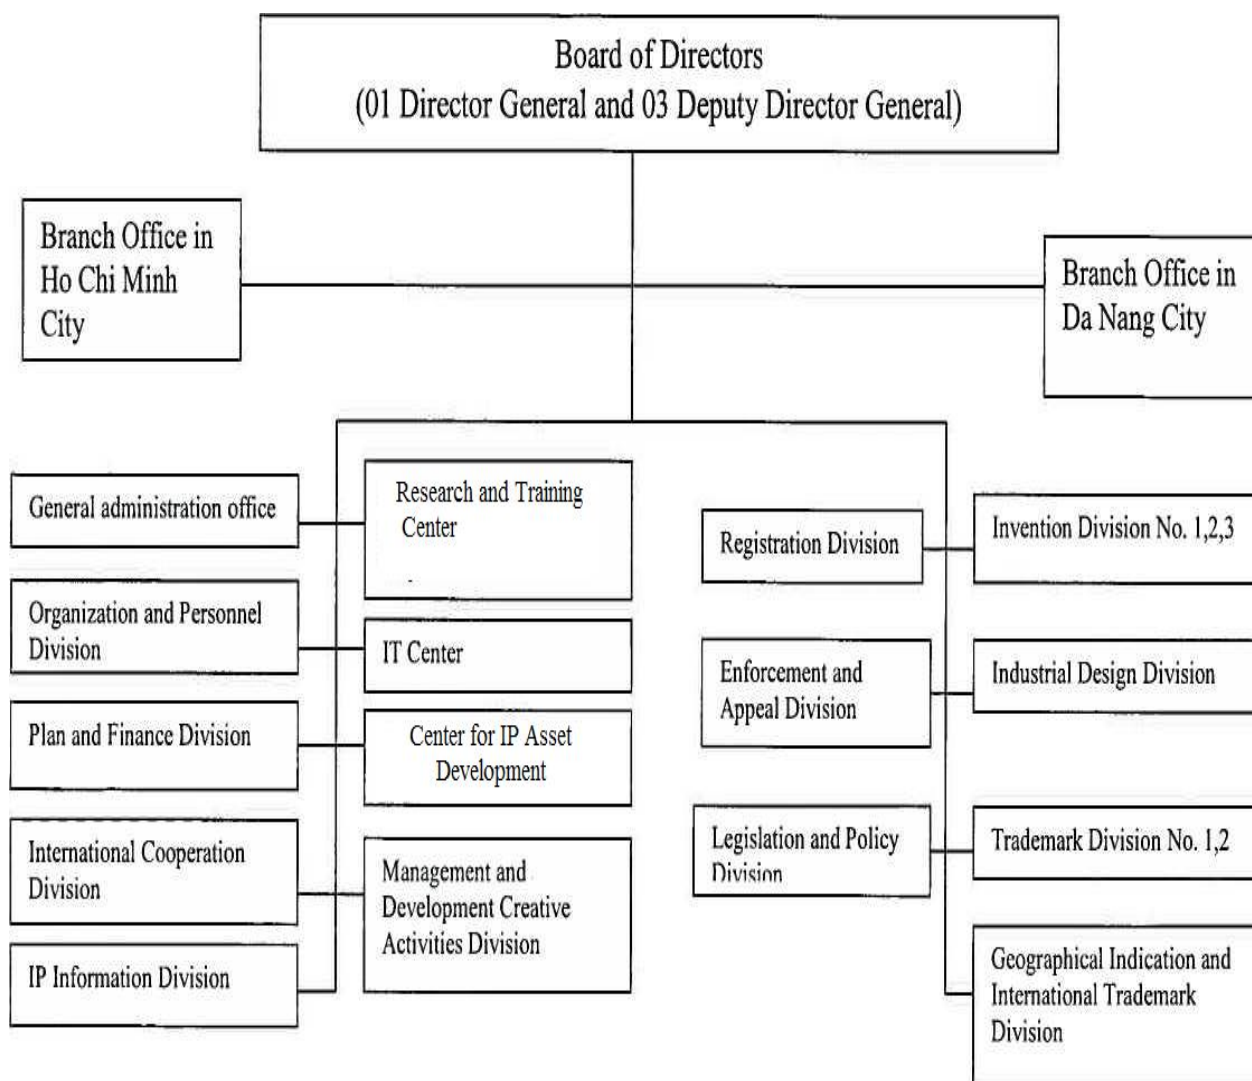 Board of Directors
(01 Director General and 03 Deputy Director General)
Branch Office in
Ho Chi Minh
City
Branch Office in
Da Nang City
General administration office
Research and Training
Center
Registration Division
Invention Division No. 1,2,3
Organization and Personnel
Division
IT Center
Enforcement and
Appeal Division
Industrial Design Division
Plan and Finance Division
Center for IP Asset
Development
Legislation and Policy
Division
Trademark Division No. 1,2
International Cooperation
Division
Management and
Development Creative
Activities Division
IP Information Division
Geographical Indication and
International Trademark
Division